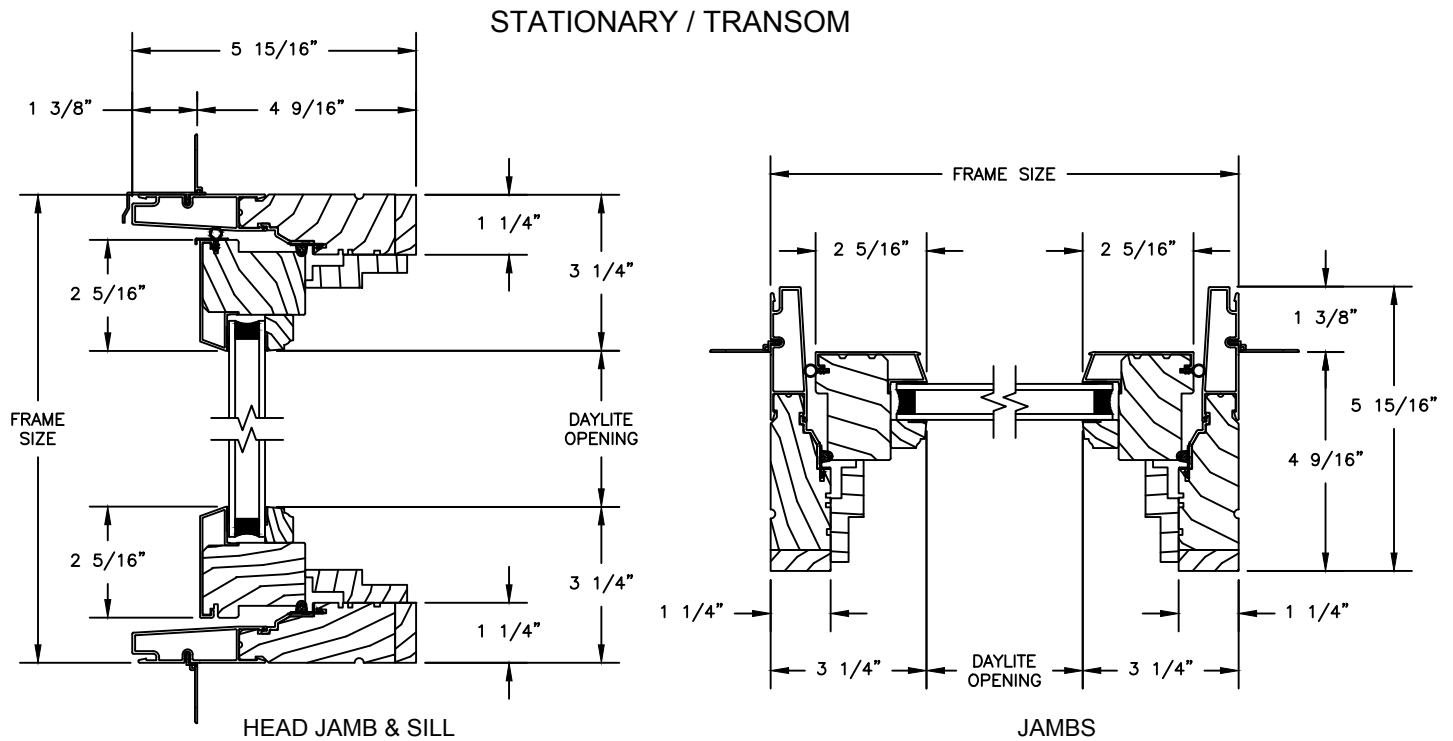 STATIONARY / TRANSOM
5 15/16”
1 3/8”
4 9/16”
1 1/4”
3 1/4”
2 5/16”
FRAME
SIZE
DAYLITE
OPENING
2 5/16”
3 1/4”
1 1/4”
HEAD JAMB & SILL
FRAME SIZE
2 5/16”
2 5/16”
1 3/8”
5 15/16”
4 9/16”
1 1/4”
1 1/4”
3 1/4”
DAYLITE
OPENING
3 1/4”
JAMBS